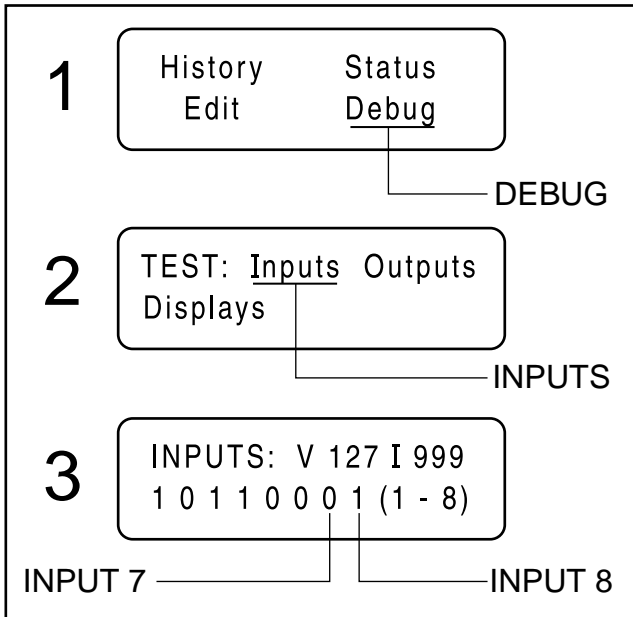 1
History Status
Edit Debug
DEBUG
2
TEST: Inputs Outputs
Displays
INPUTS
3
INPUTS: V 127 I 999
1 0 1 1 0 0 0 1 (1 - 8)
INPUT 7 INPUT 8